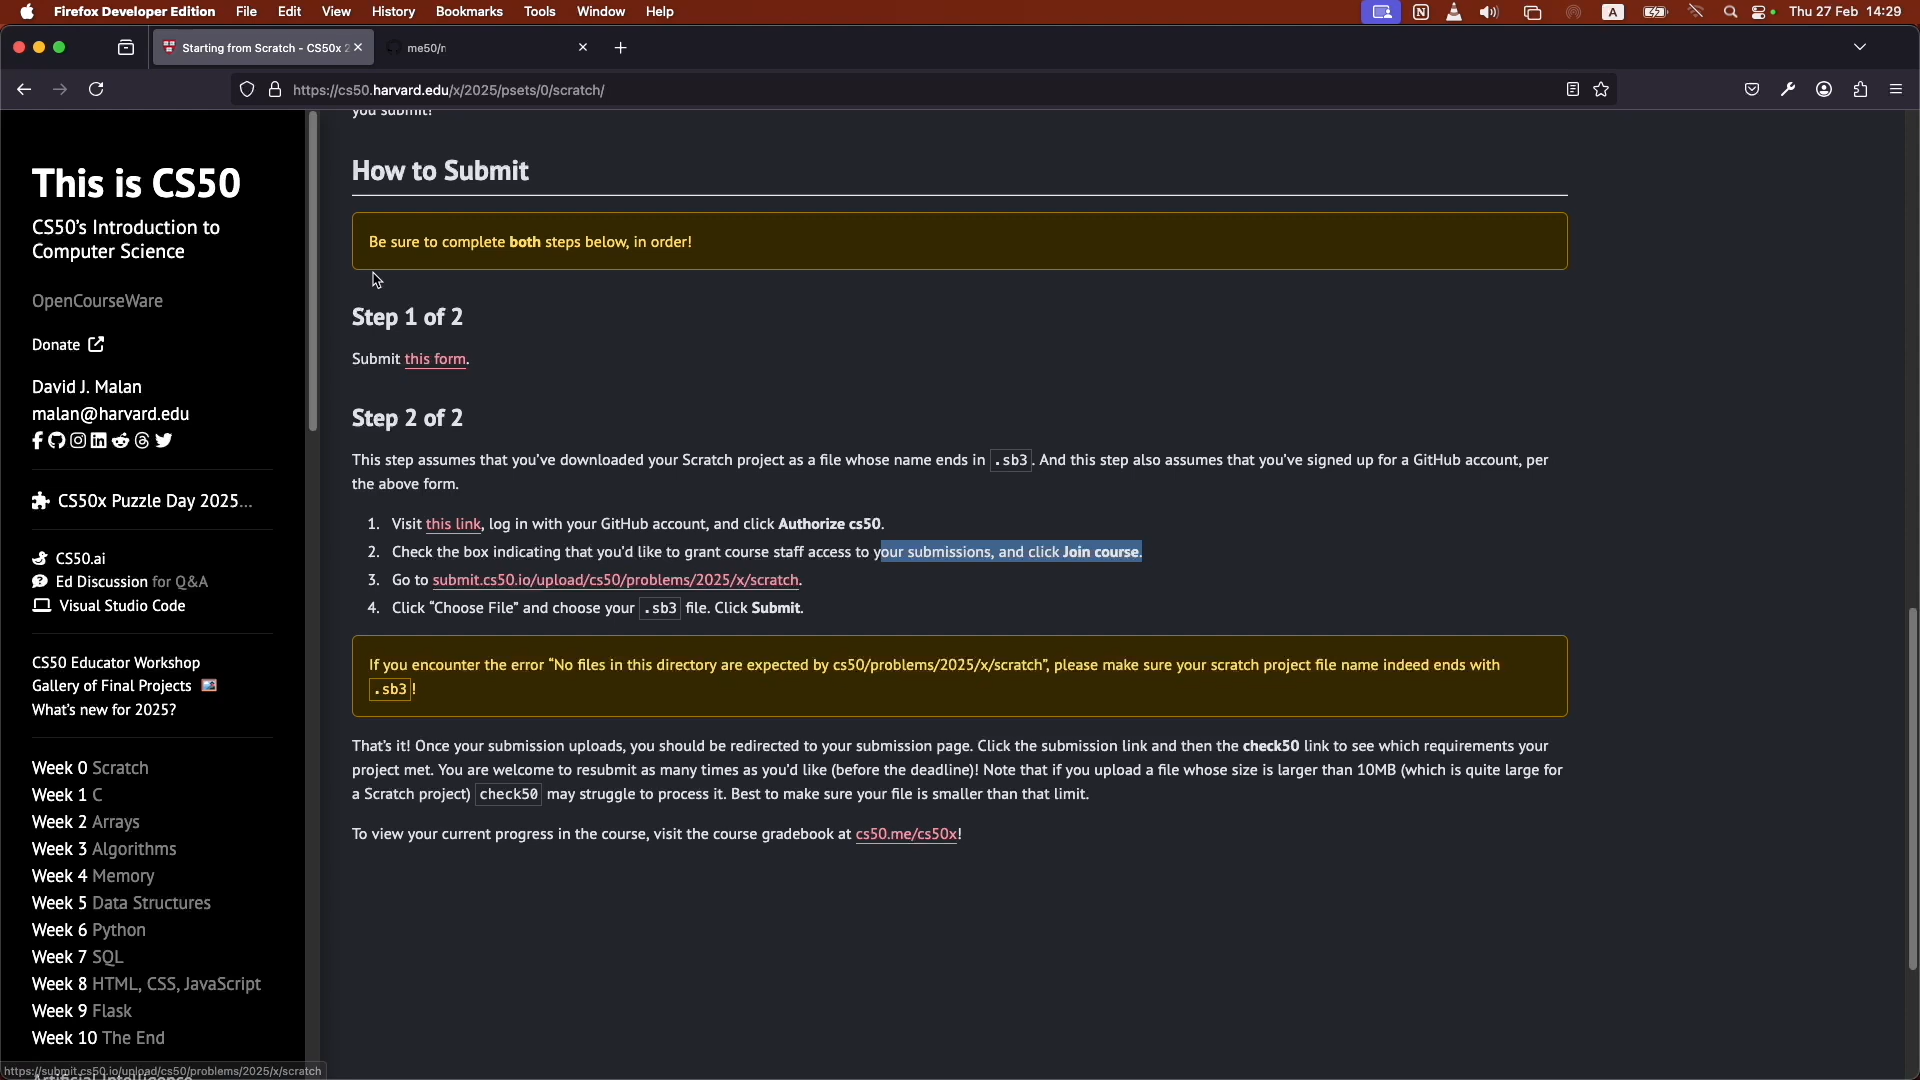 Firefox Developer Edition File Edit View History Bookmarks Tools Window Help
A
Thu 27 Feb 14:29
Starting from Scratch - CS50x 2
me50/n
https://cs50.harvard.edu/x/2025/psets/0/scratch/
This is CS50
CS50's Introduction to
Computer Science
OpenCourseWare
Donate
David J. Malan
malan@harvard.edu
CS50x Puzzle Day 2025...
CS50.ai
Ed Discussion for Q&A
Visual Studio Code
CS50 Educator Workshop
Gallery of Final Projects
What's new for 2025?
Week 0 Scratch
Week 1 C
Week 2 Arrays
Week 3 Algorithms
Week 4 Memory
Week 5 Data Structures
Week 6 Python
Week 7 SQL
Week 8 HTML, CSS, JavaScript
Week 9 Flask
Week 10 The End
Artificial Intelligence
https://submit.cs50.io/upload/cs50/problems/2025/x/scratch
you submit!
How to Submit
Be sure to complete both steps below, in order!
Step 1 of 2
Submit this form.
Step 2 of 2
This step assumes that you've downloaded your Scratch project as a file whose name ends in .sb3. And this step also assumes that you've signed up for a GitHub account, per
the above form.
1. Visit this link, log in with your GitHub account, and click Authorize cs50.
2. Check the box indicating that you'd like to grant course staff access to your submissions, and click Join course.
3. Go to submit.cs50.io/upload/cs50/problems/2025/x/scratch.
4. Click “Choose File” and choose your .sb3 file. Click Submit.
If you encounter the error “No files in this directory are expected by cs50/problems/2025/x/scratch”, please make sure your scratch project file name indeed ends with
.sb3!
That's it! Once your submission uploads, you should be redirected to your submission page. Click the submission link and then the check50 link to see which requirements your
project met. You are welcome to resubmit as many times as you'd like (before the deadline)! Note that if you upload a file whose size is larger than 10MB (which is quite large for
a Scratch project) check50 may struggle to process it. Best to make sure your file is smaller than that limit.
To view your current progress in the course, visit the course gradebook at cs50.me/cs50x!